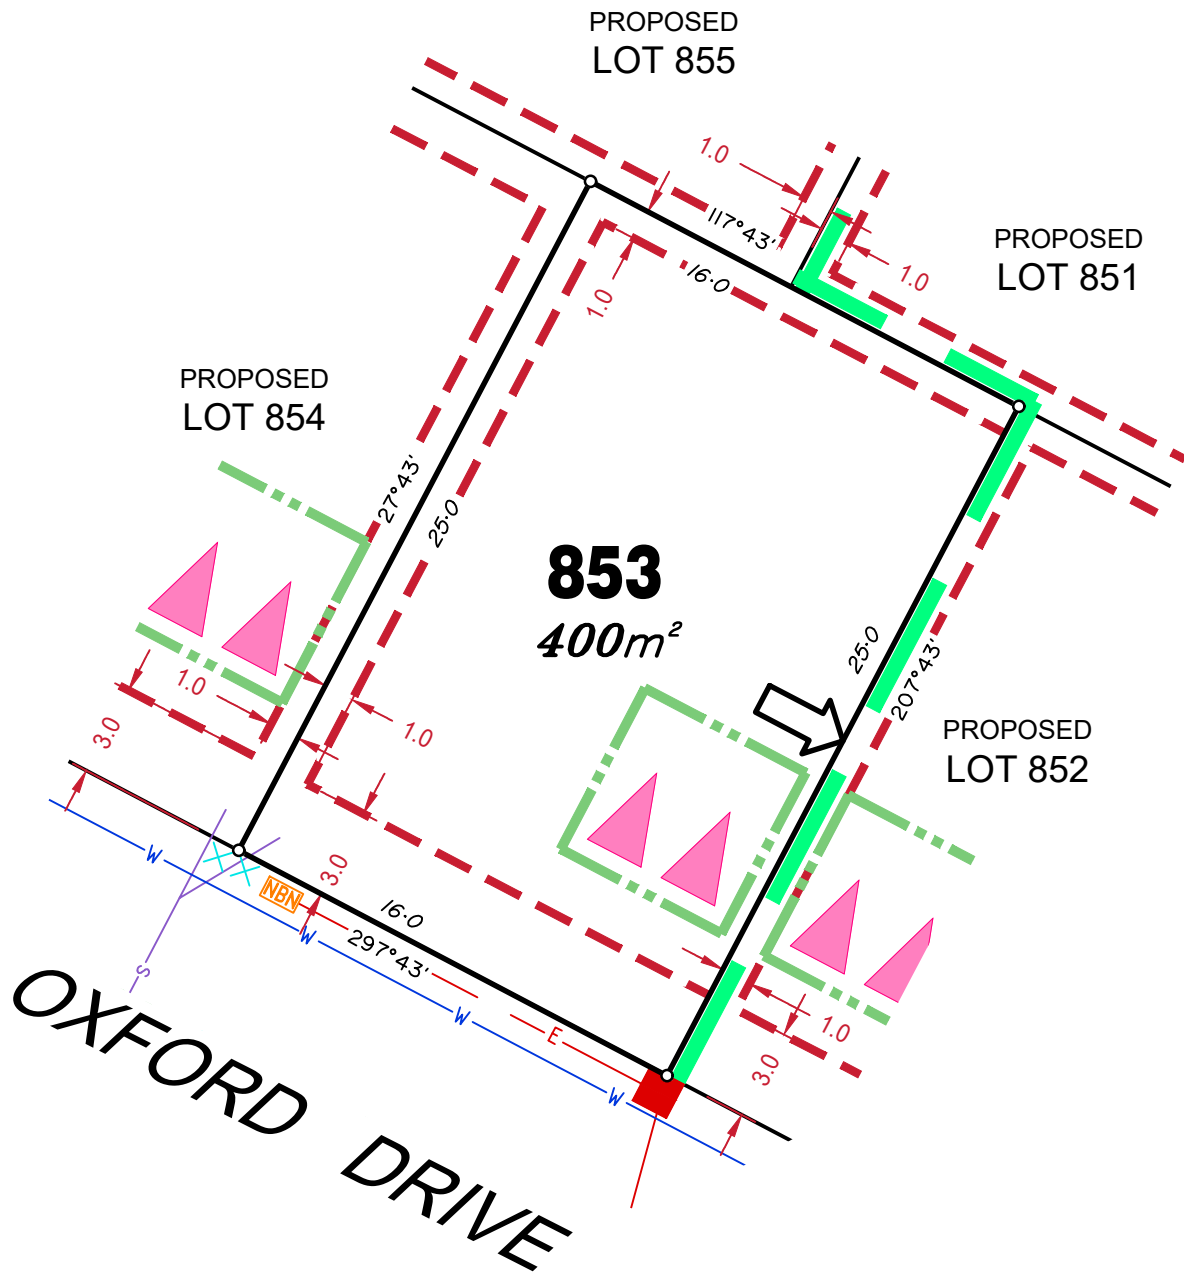 PROPOSED
LOT 855
1.0
117°43'
PROPOSED
LOT 851
1.0
16·0
1.0
PROPOSED
LOT 854
27°43'
25·0
853
400m²
25·0
207°43'
1.0
3.0
1.0
PROPOSED
LOT 852
W
3.0
NBN
16·0
W
297°43'
S
W
E
1.0
3.0
W
OXFORD DRIVE